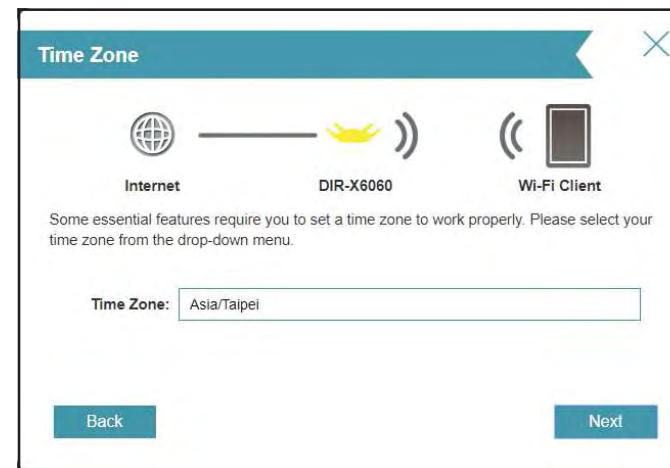 Time Zone
Internet
DIR-X6060
Wi-Fi Client
Some essential features require you to set a time zone to work properly. Please select your
time zone from the drop-down menu.
Time Zone: Asia/Taipei
Back
Next